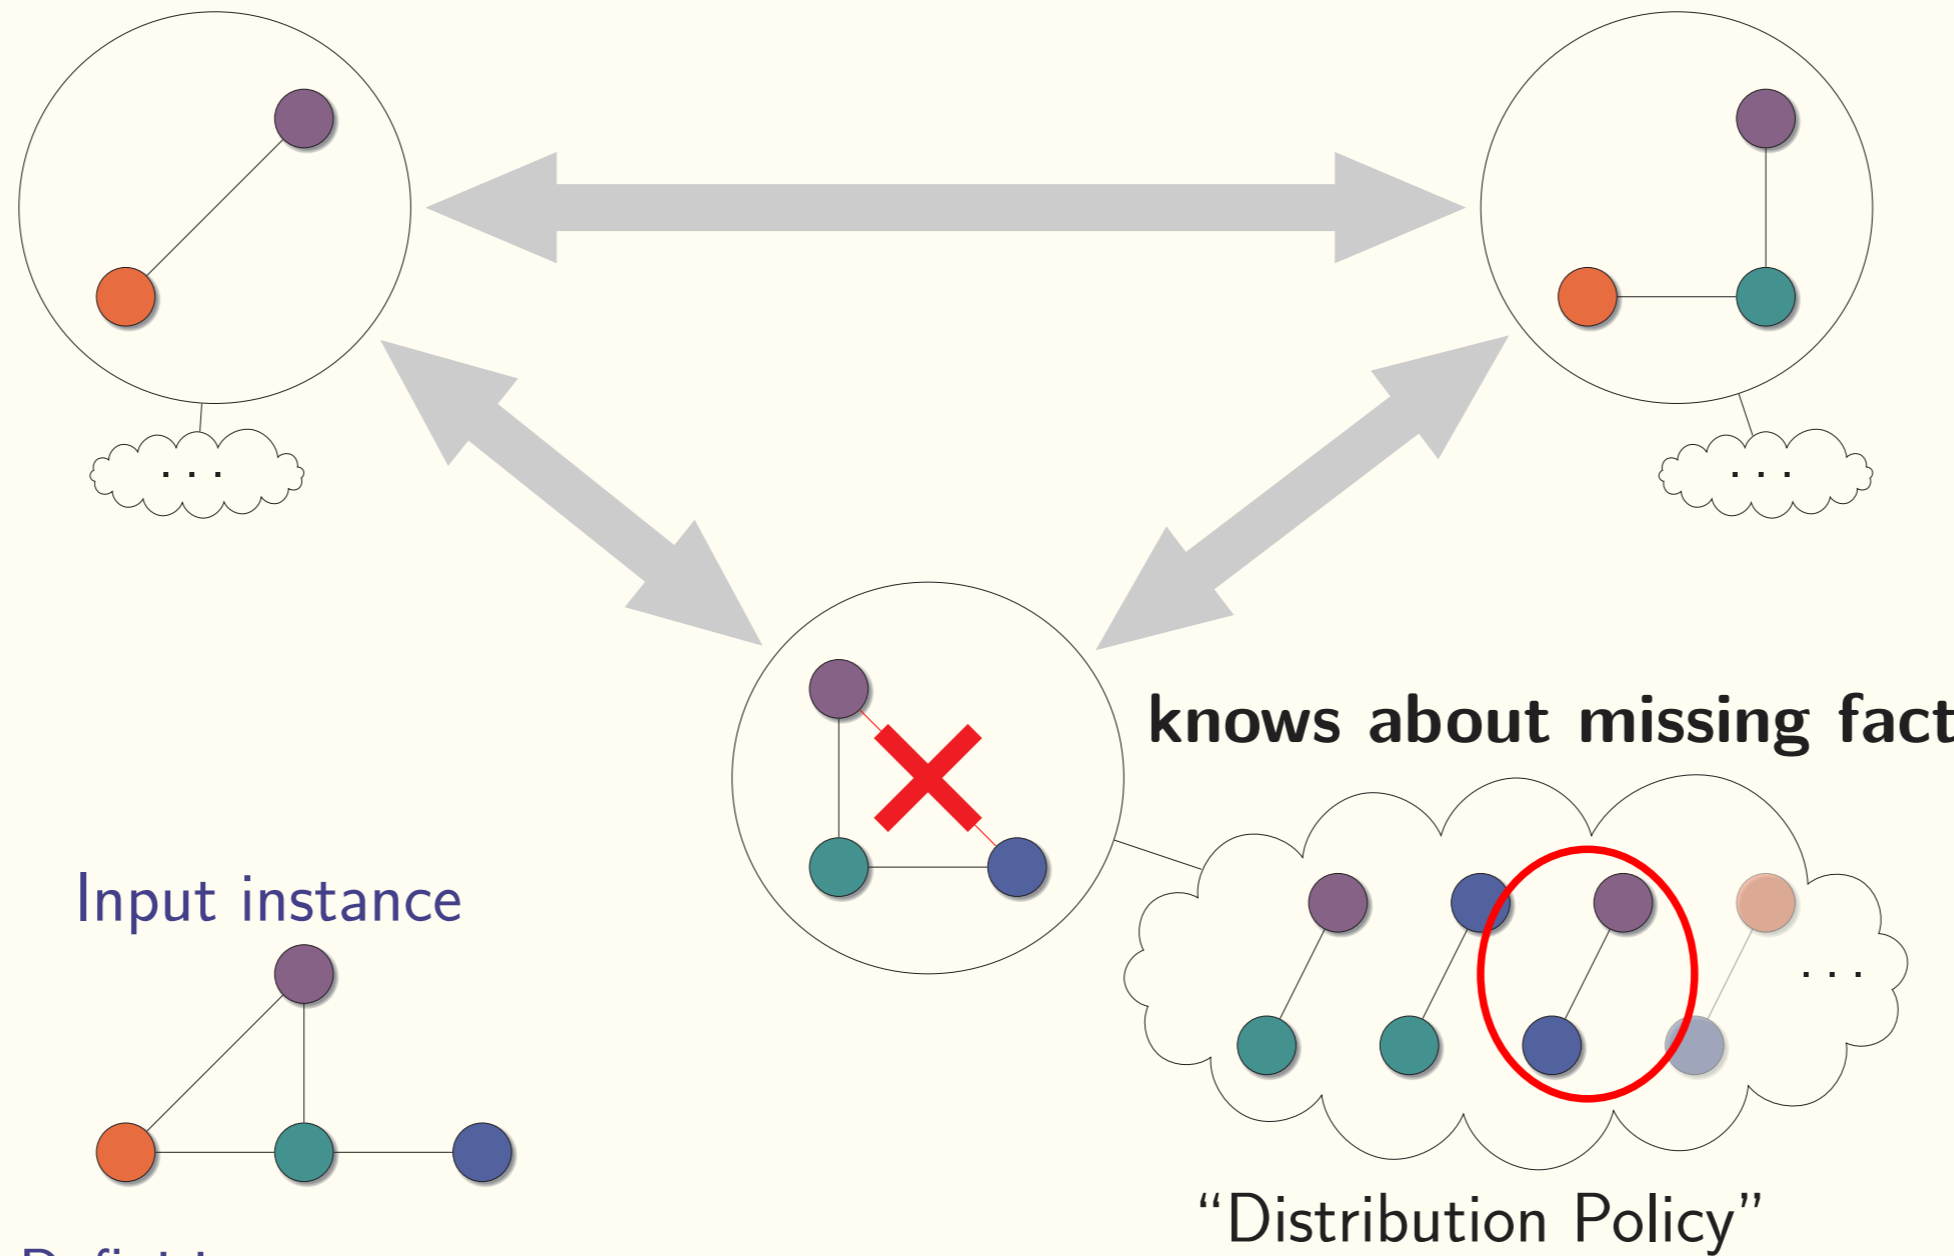 . . .
. . .
knows about missing fact
Input instance
. . .
“Distribution Policy”